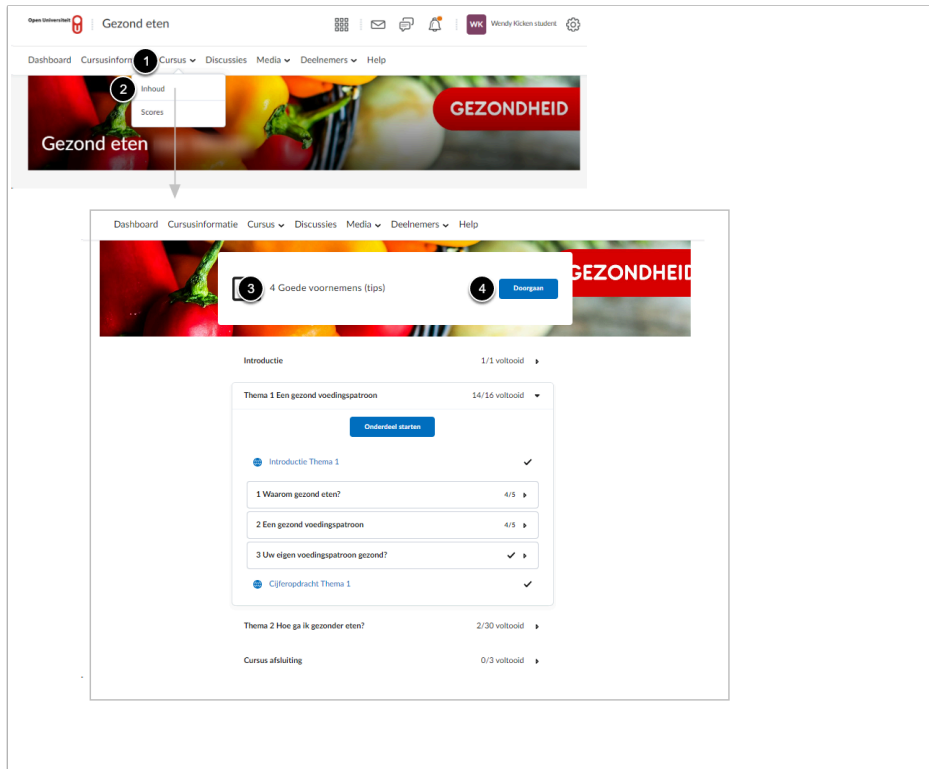 Open Universiteit Gezond eten WK Wendy Kicken student
Dashboard Cursusinfor 1 Cursus Discussies Media Deelnemers Help
2 Inhoud
Scores
GEZONDHEID
Gezond eten
Dashboard Cursusinformatie Cursus Discussies Media Deelnemers Help
GEZONDHEID
3 4 Goede voornemens (tips) 4 Doorgaan
Introductie 1/1 voltooid
Thema 1 Een gezond voedingspatroon 14/16 voltooid
Onderdeel starten
Introductie Thema 1
1 Waarom gezond eten? 4/5
2 Een gezond voedingspatroon 4/5
3 Uw eigen voedingspatroon gezond?
Cijferopdracht Thema 1
Thema 2 Hoe ga ik gezonder eten? 2/30 voltooid
Cursus afsluiting 0/3 voltooid